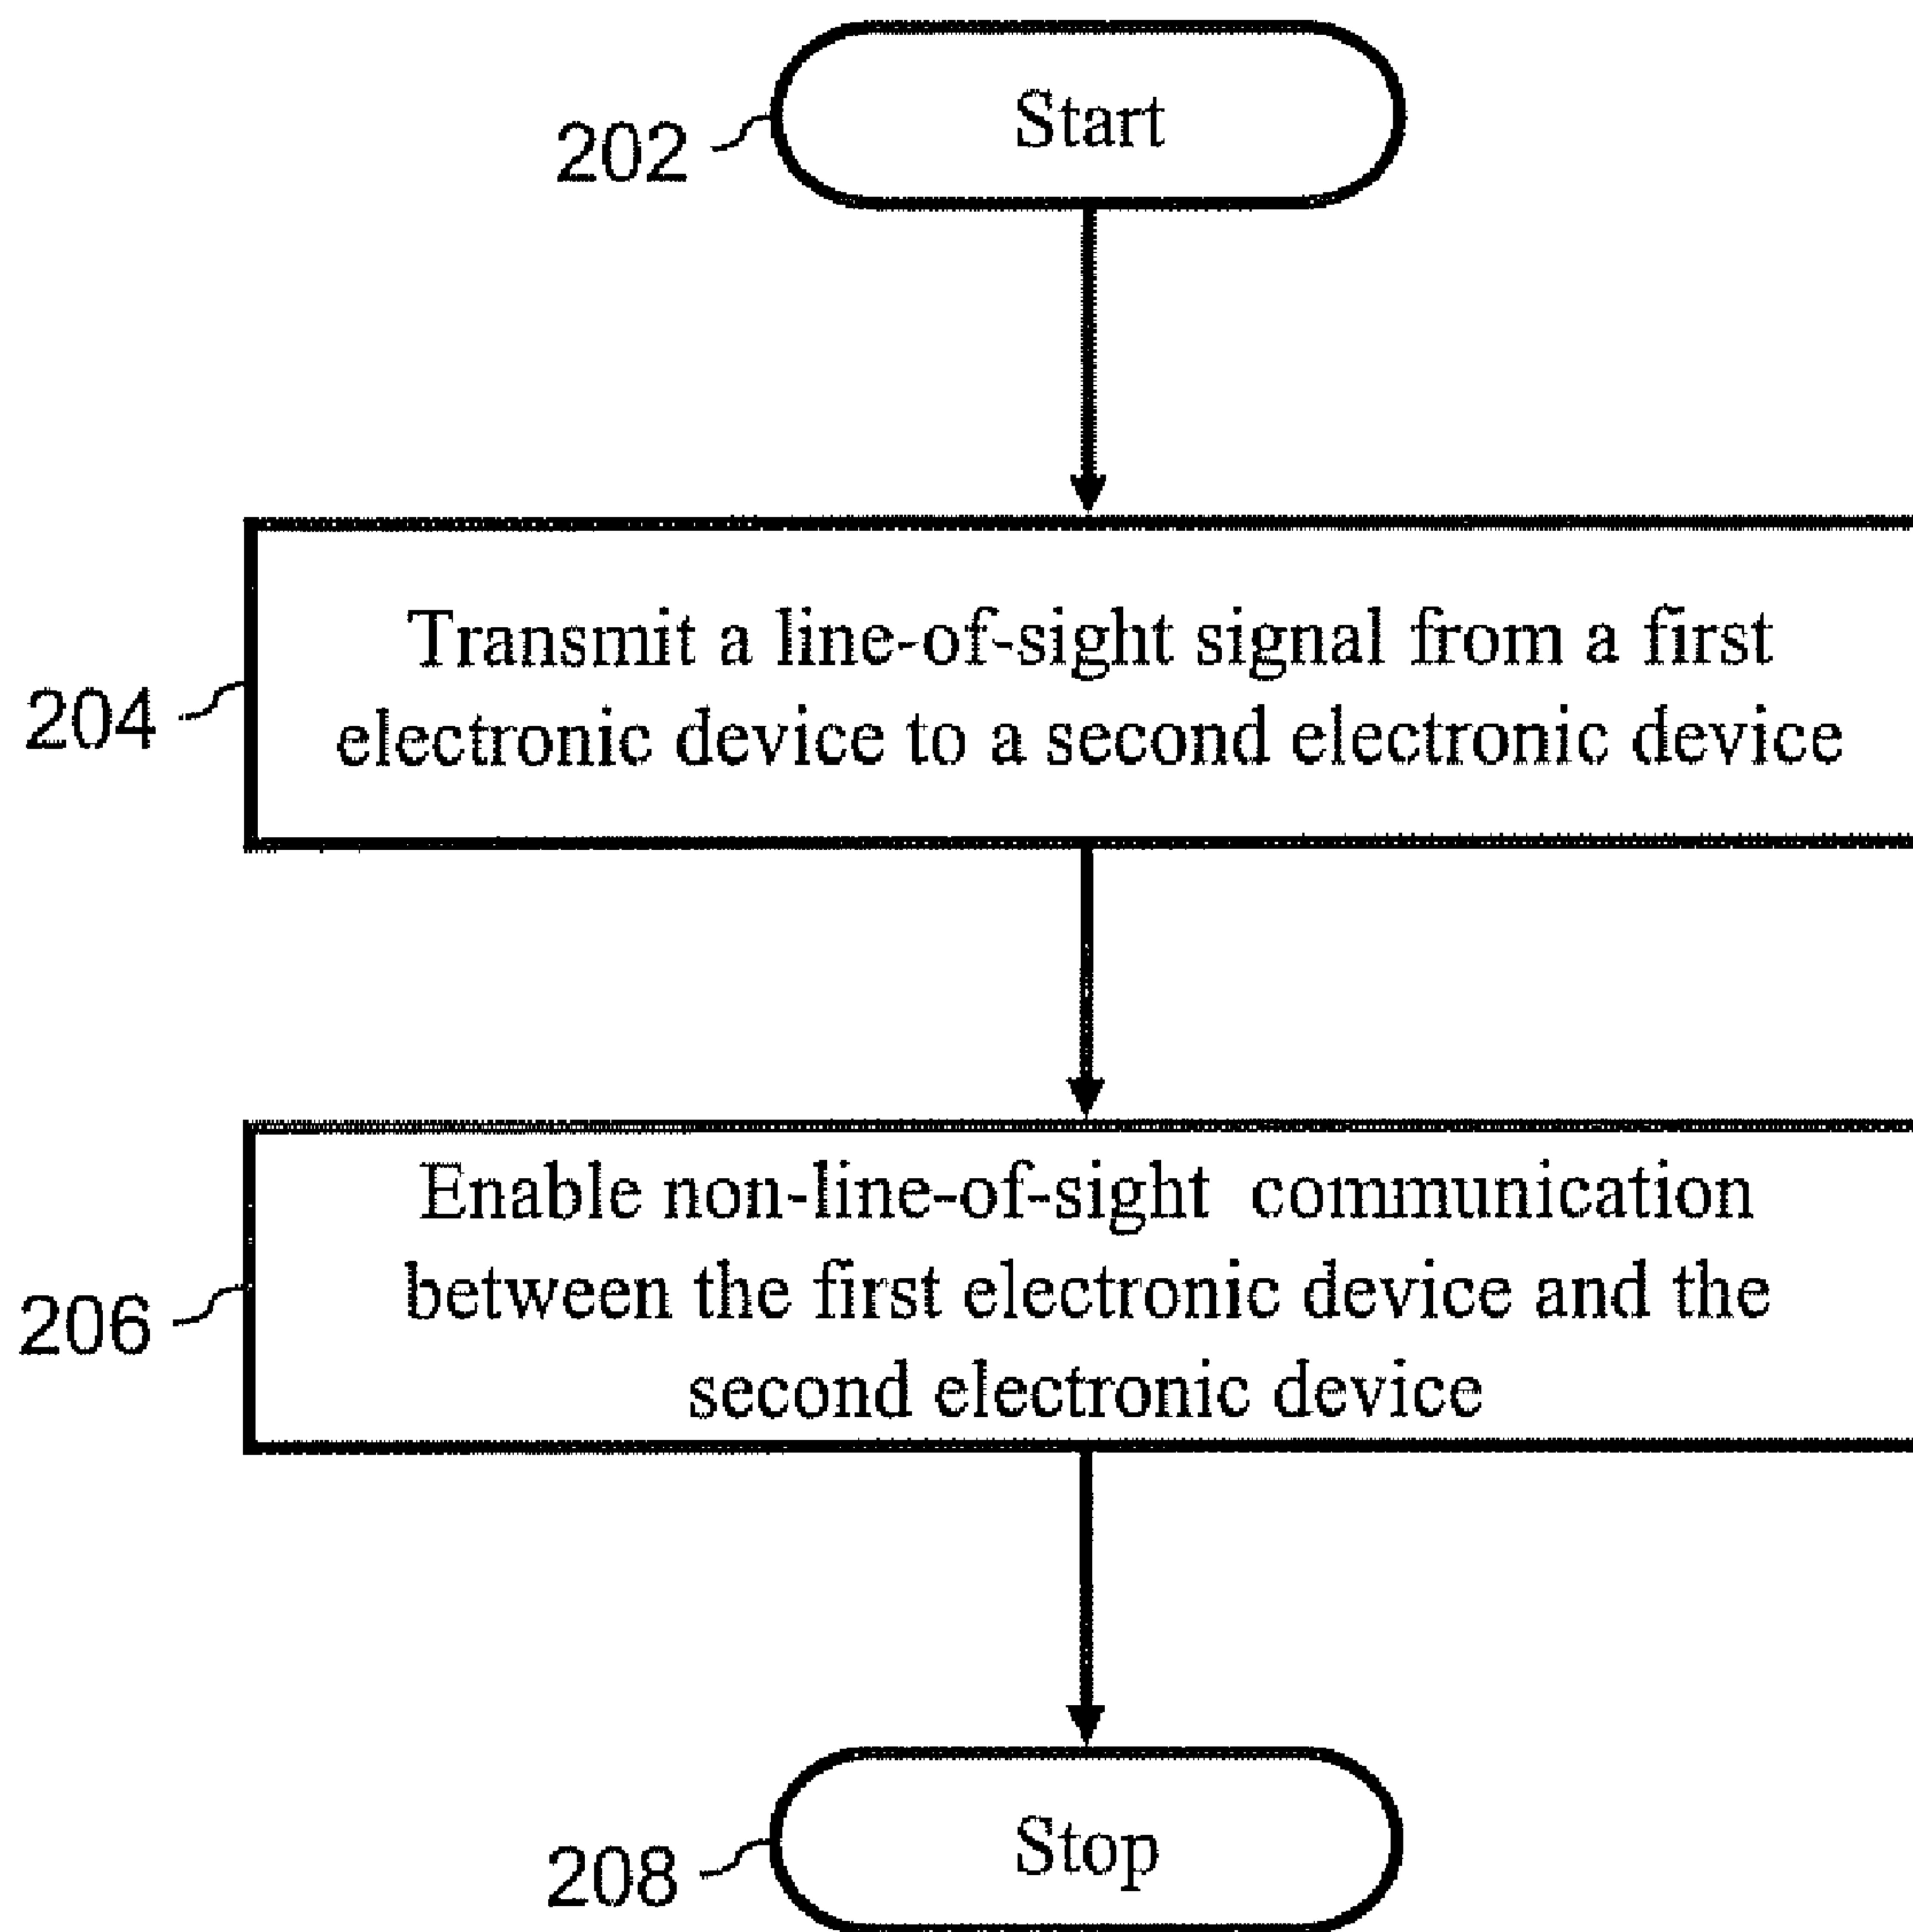 202
Start
204
Transmit a line-of-sight signal from a first
electronic device to a second electronic device
206
Enable non-line-of-sight communication
between the first electronic device and the
second electronic device
208
Stop